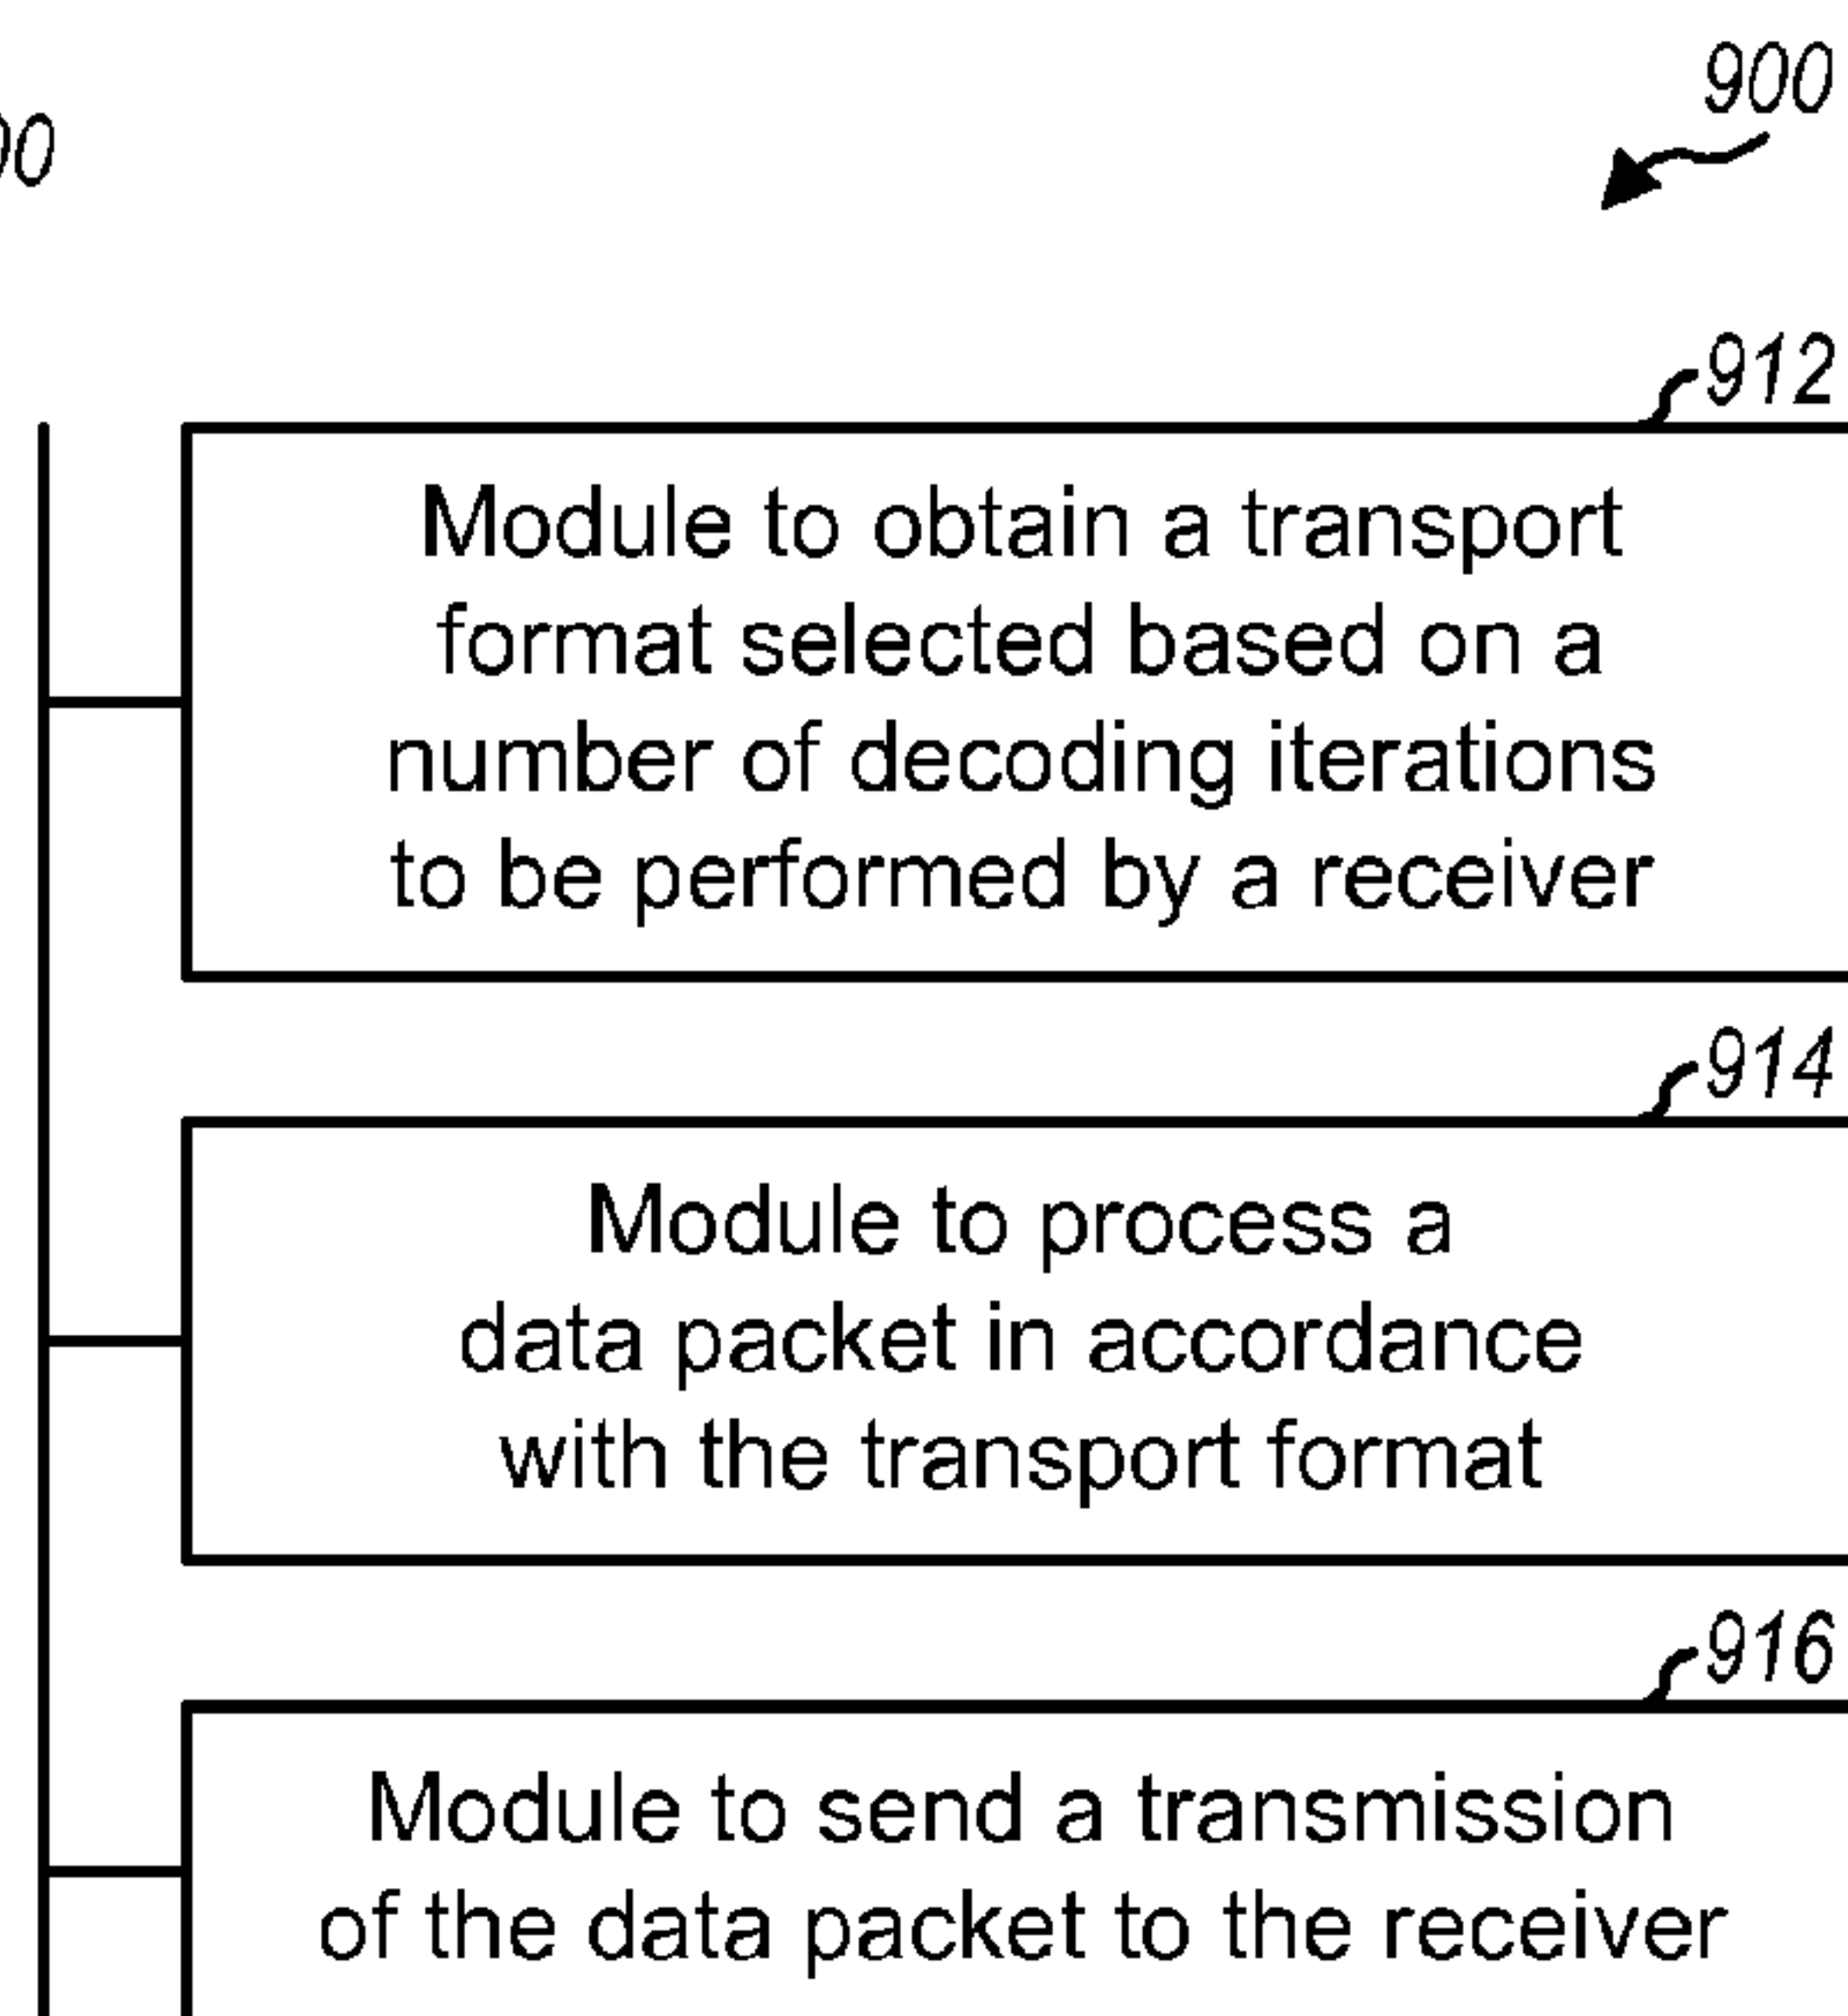 900
912
Module to obtain a transport
format selected based on a
number of decoding iterations
to be performed by a receiver
914
Module to process a
data packet in accordance
with the transport format
916
Module to send a transmission
of the data packet to the receiver